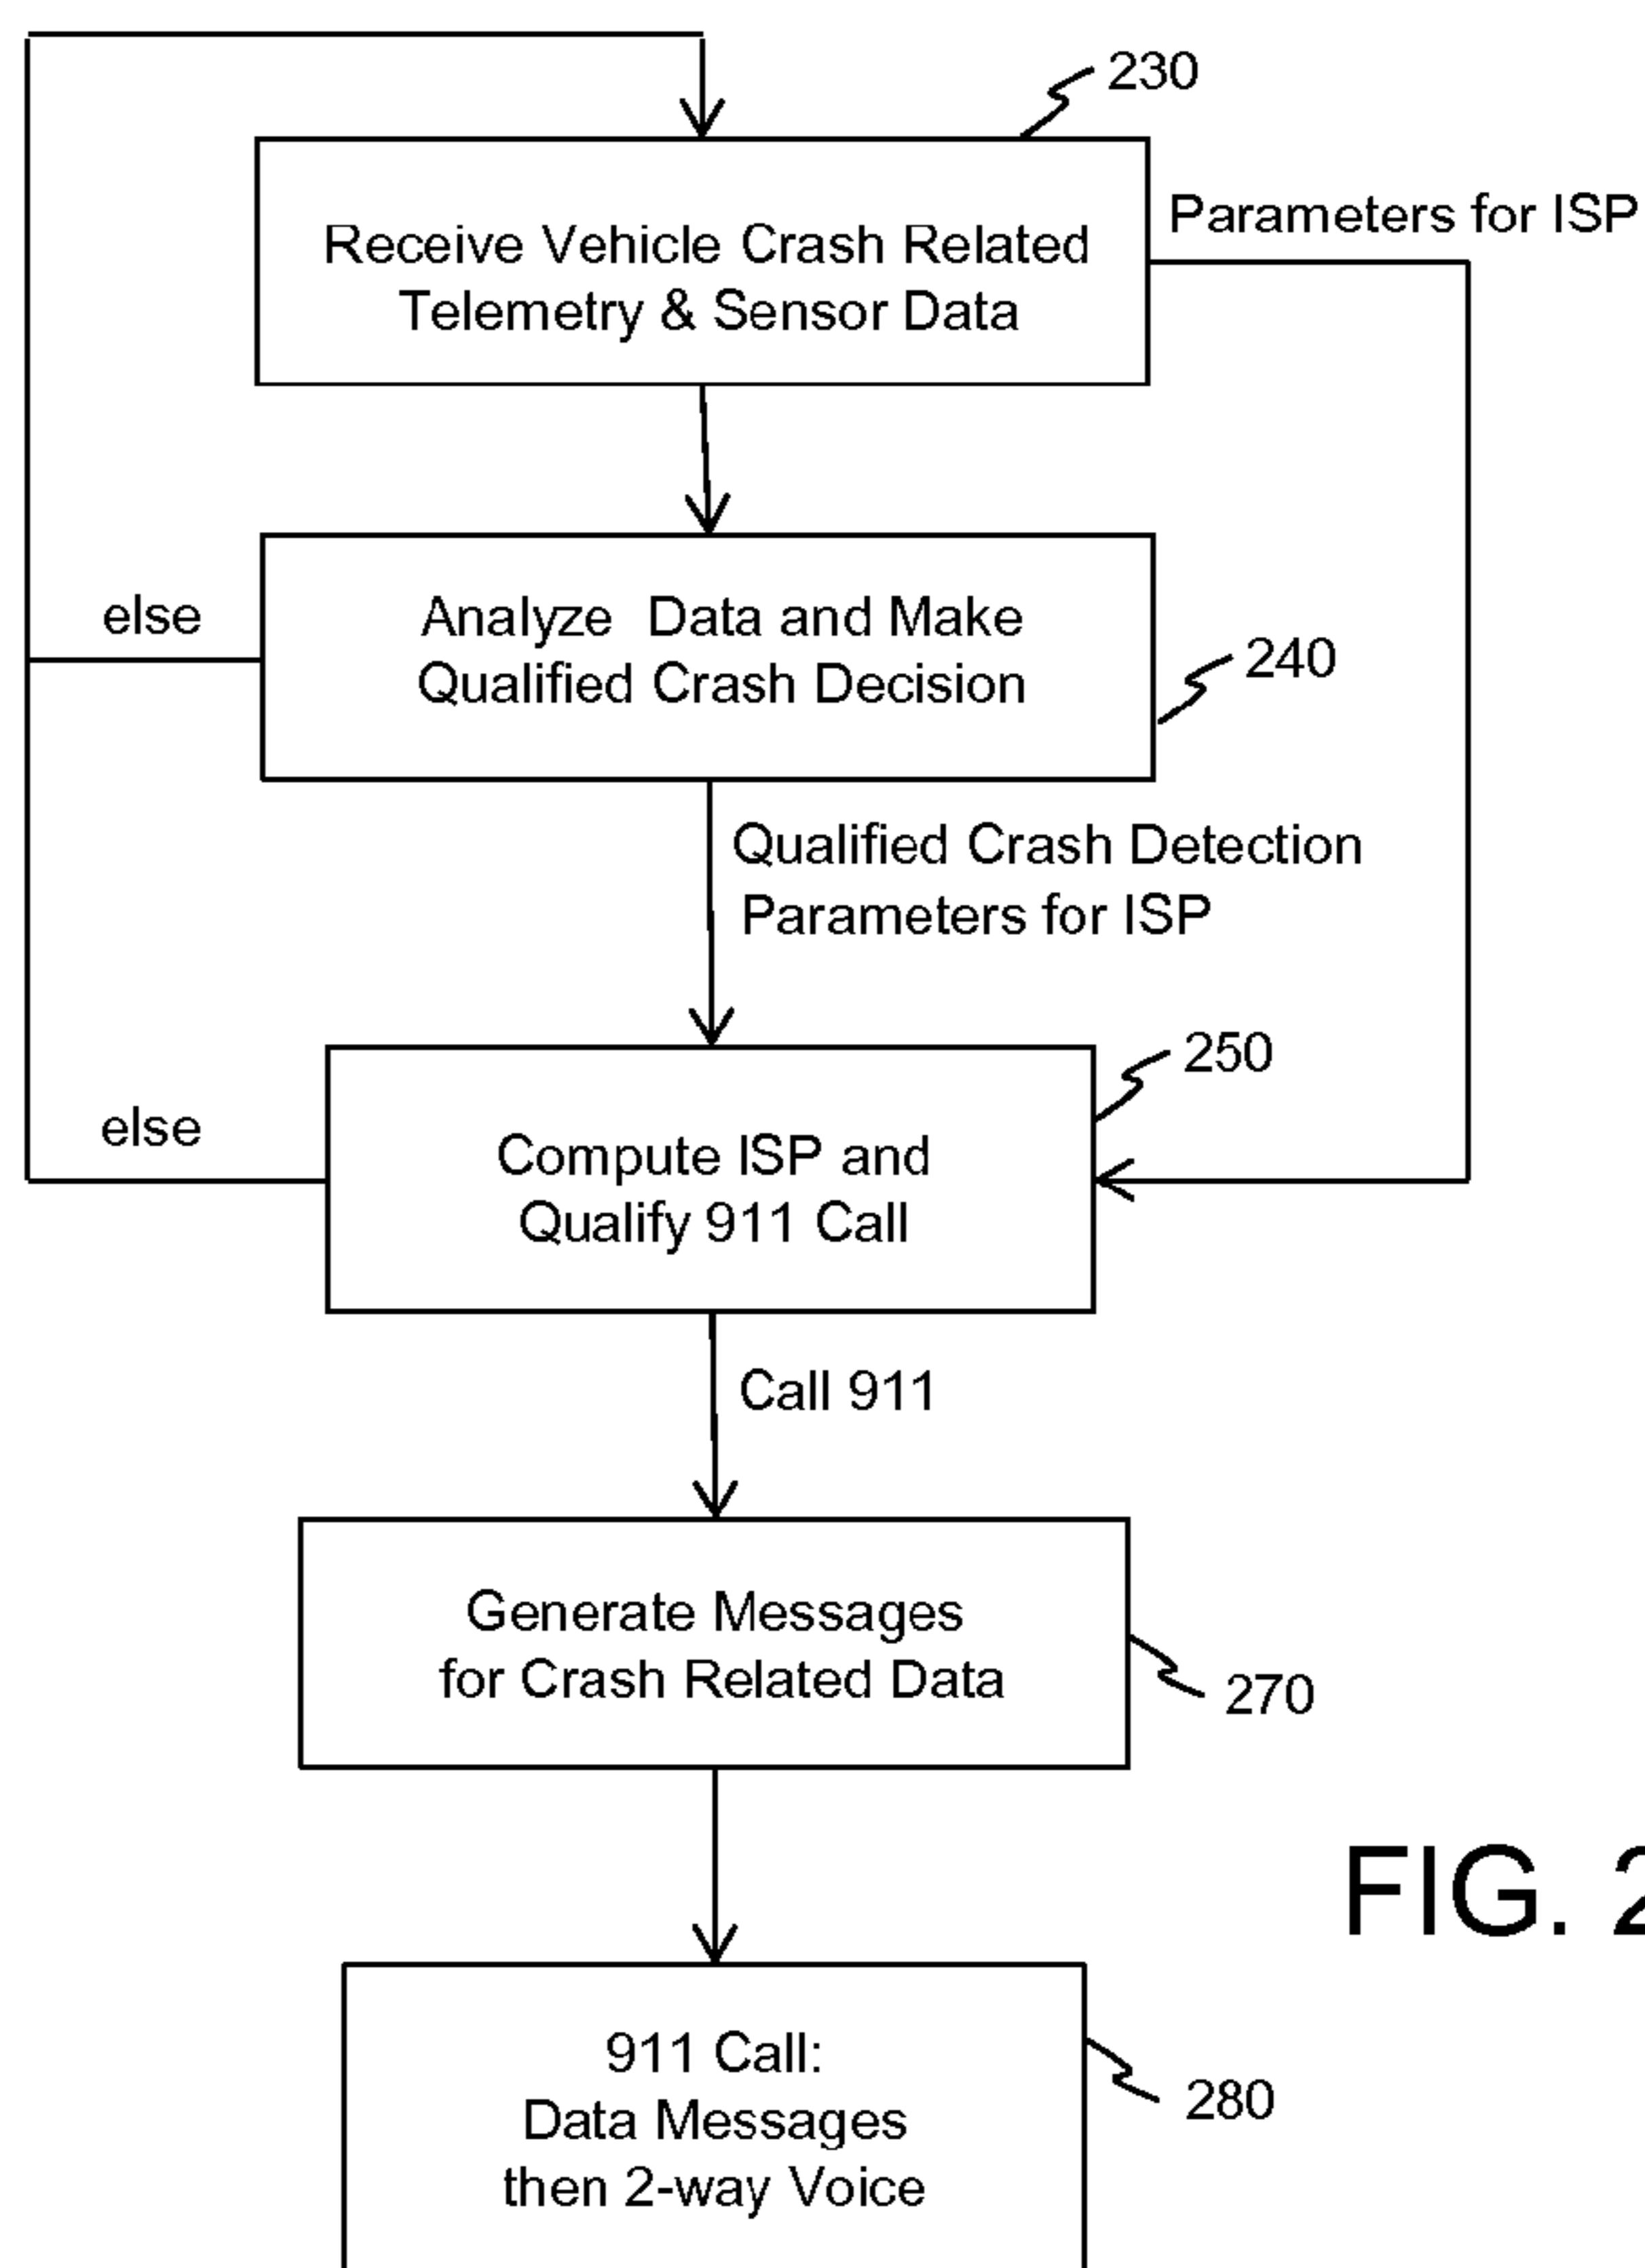 230
Parameters for ISP
Receive Vehicle Crash Related
Telemetry & Sensor Data
else
Analyze Data and Make
Qualified Crash Decision
240
Qualified Crash Detection
Parameters for ISP
250
else
Compute ISP and
Qualify 911 Call
Call 911
Generate Messages
for Crash Related Data
270
FIG. 2
911 Call:
Data Messages
then 2-way Voice
280